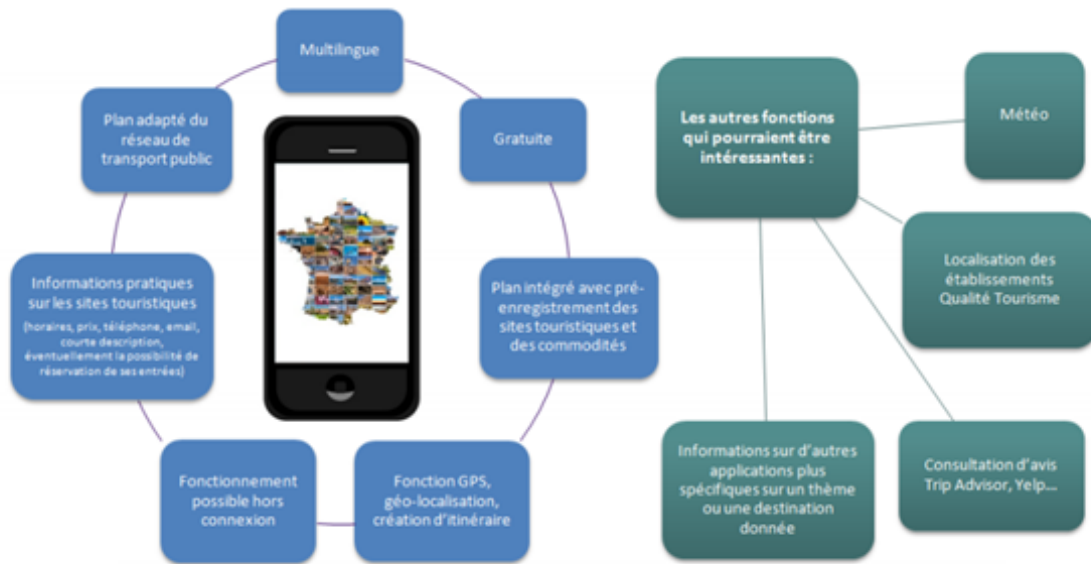 Multilingue
Gratuite
Plan intégré avec pré-
enregistrement des
sites touristiques et
des commodités
Fonction GPS,
géo-localisation,
création d'itinéraire
Fonctionnement
possible hors
connexion
Informations pratiques
sur les sites touristiques
(horaires, prix, téléphone, email,
courte description,
éventuellement la possibilité de
réservation de ses entrées)
Plan adapté du
réseau de
transport public
Les autres fonctions
qui pourraient être
intéressantes :
Météo
Localisation des
établissements
Qualité Tourisme
Consultation d'avis
Trip Advisor, Yelp...
Informations sur d'autres
applications plus
spécifiques sur un thème
ou une destination
donnée